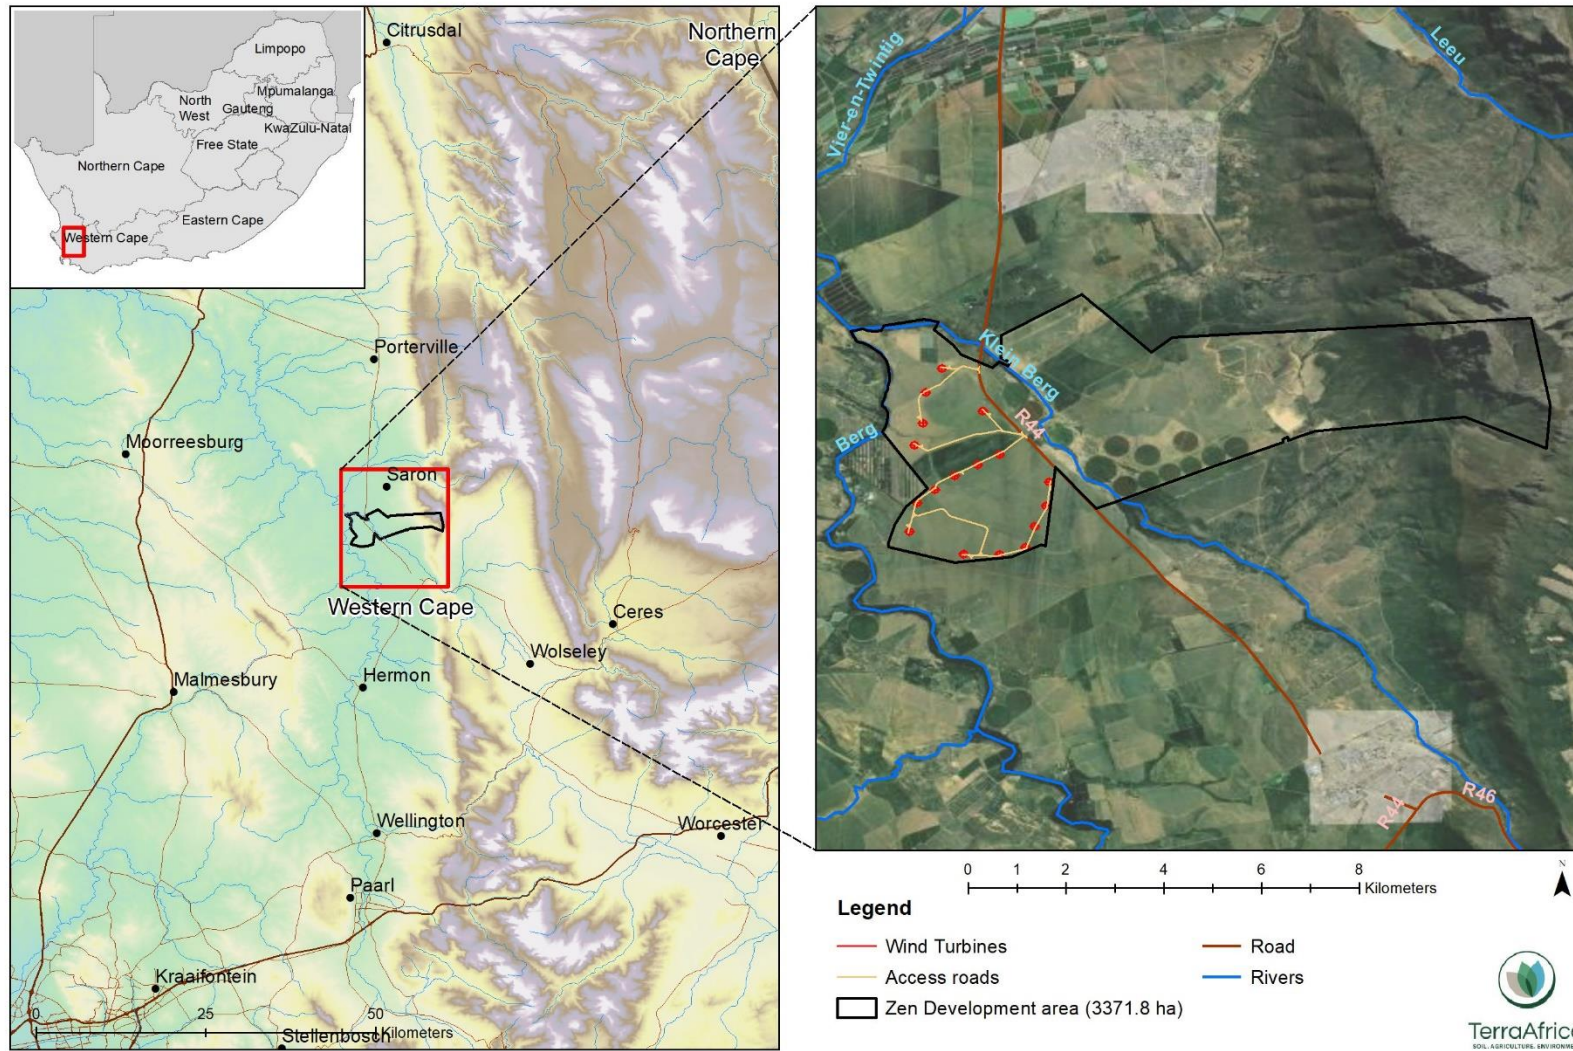 Limpopo
Mpumalanga
North
West
Gauteng
KwaZulu-Natal
Free State
Northern Cape
Eastern Cape
Western Cape
Citrusdal
Northern
Cape
Porterville
Moorreesburg
Saron
Western Cape
Ceres
Wolseley
Malmesbury
Hermon
Wellington
Worcester
Paarl
Kraaifontein
Stellenbosch
0
25
50
Kilometers
Vier-en-Twintig
Leeu
Klein Berg
R44
Berg
R44
R46
0 1 2 4 6 8
Kilometers
N
Legend
Wind Turbines
Road
Access roads
Rivers
Zen Development area (3371.8 ha)
TerraAfric
SOIL. AGRICULTURE. ENVIRONME